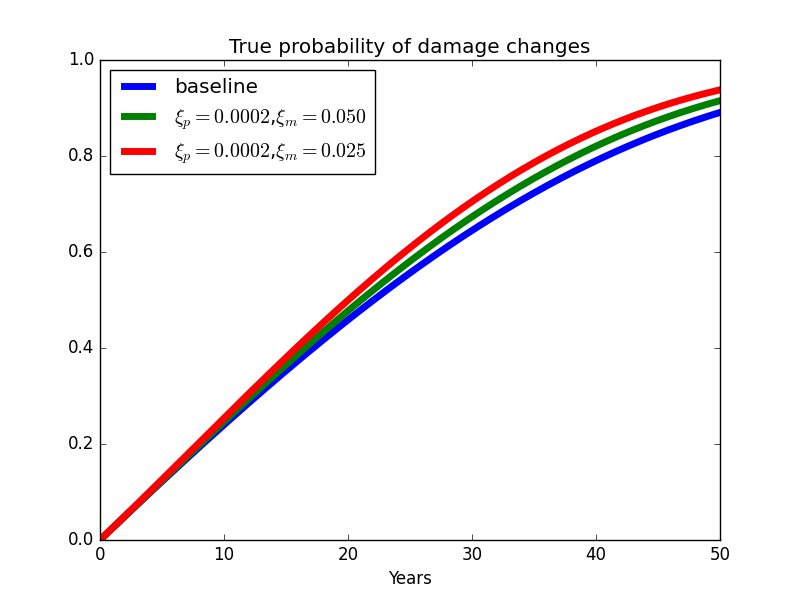 True probability of damage changes
1.0
baseline
ξₚ = 0.0002,ξₘ = 0.050
ξₚ = 0.0002,ξₘ = 0.025
0.8
0.6
0.4
0.2
0.0
0 10 20 30 40 50
Years